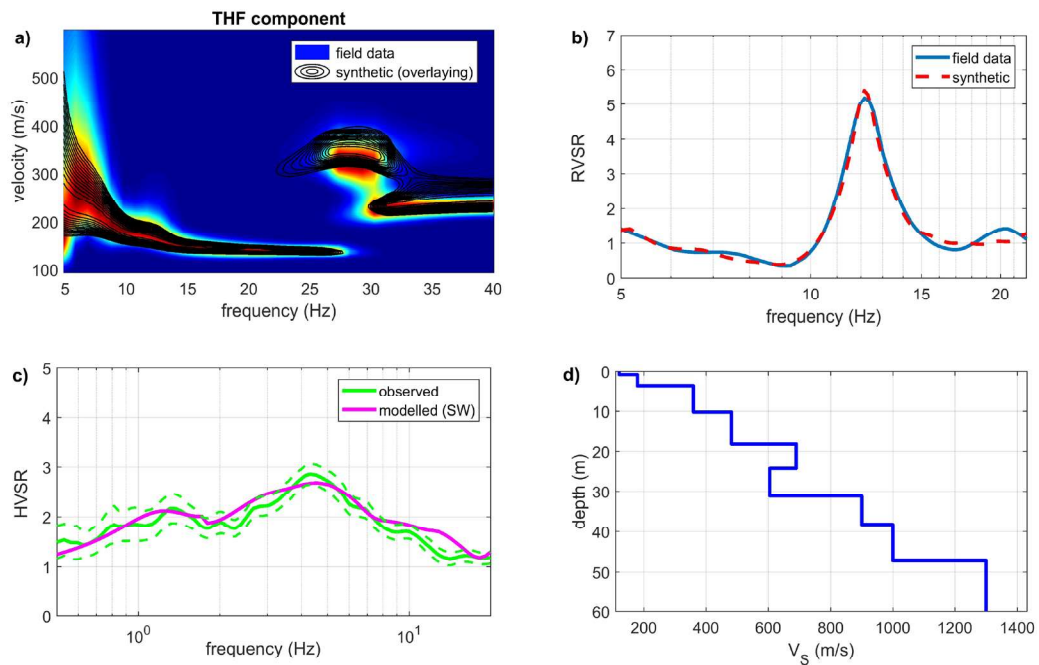 THF component
a)
field data
synthetic (overlaying)
velocity (m/s)
500
400
300
200
100
5 10 15 20 25 30 35 40
frequency (Hz)
b)
field data
synthetic
RVSR
7
6
5
4
3
2
1
0
5 10 20
frequency (Hz)
c)
observed
modelled (SW)
HVSR
5
4
3
2
1
0
10⁰ 10¹
frequency (Hz)
d)
depth (m)
0
10
20
30
40
50
60
200 400 600 800 1000 1200 1400
V_S (m/s)